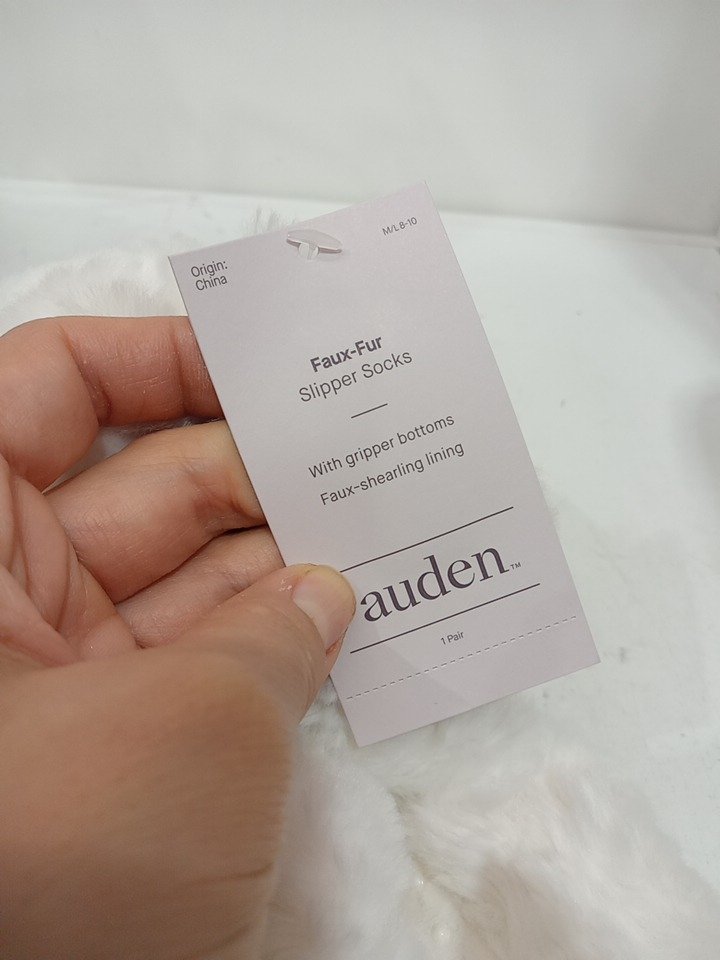 M/L 8-10
Origin:
China
Faux-Fur
Slipper Socks
With gripper bottoms
Faux-shearling lining
auden™
1 Pair